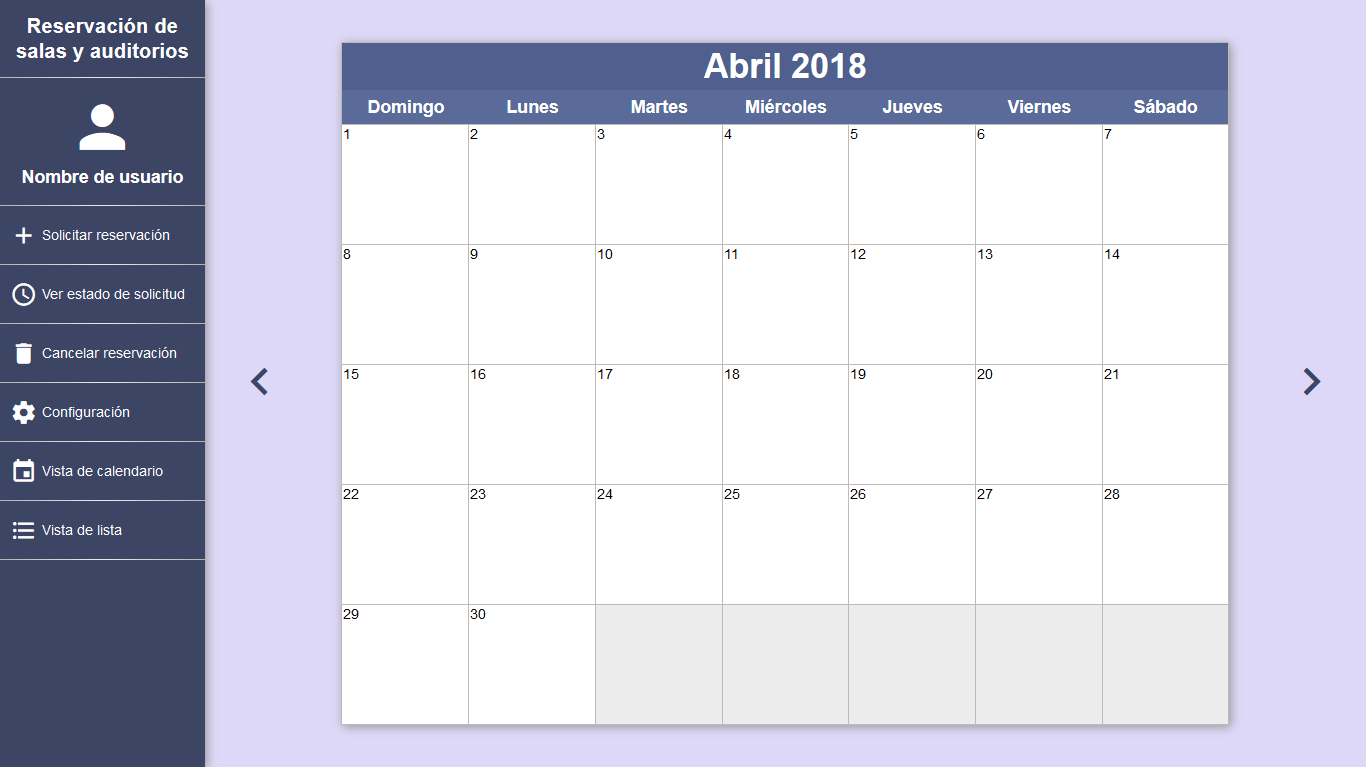 Reservación de
salas y auditorios
Nombre de usuario
Solicitar reservación
Ver estado de solicitud
Cancelar reservación
Configuración
Vista de calendario
Vista de lista
Abril 2018
Domingo Lunes Martes Miércoles Jueves Viernes Sábado
1 2 3 4 5 6 7
8 9 10 11 12 13 14
15 16 17 18 19 20 21
22 23 24 25 26 27 28
29 30